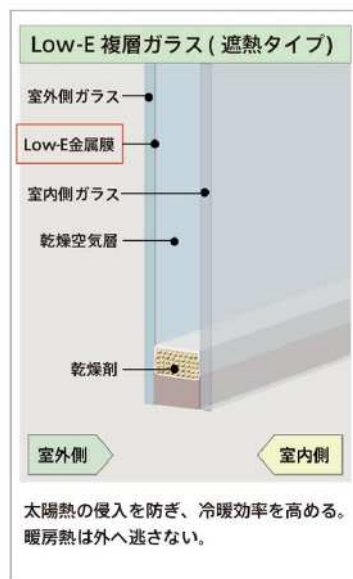 Low-E 複層ガラス ( 遮熱タイプ)
室外側ガラス
Low-E金属膜
室内側ガラス
乾燥空気層
乾燥剤
室外側
室内側
太陽熱の侵入を防ぎ、冷暖効率を高める。
暖房熱は外へ逃さない。